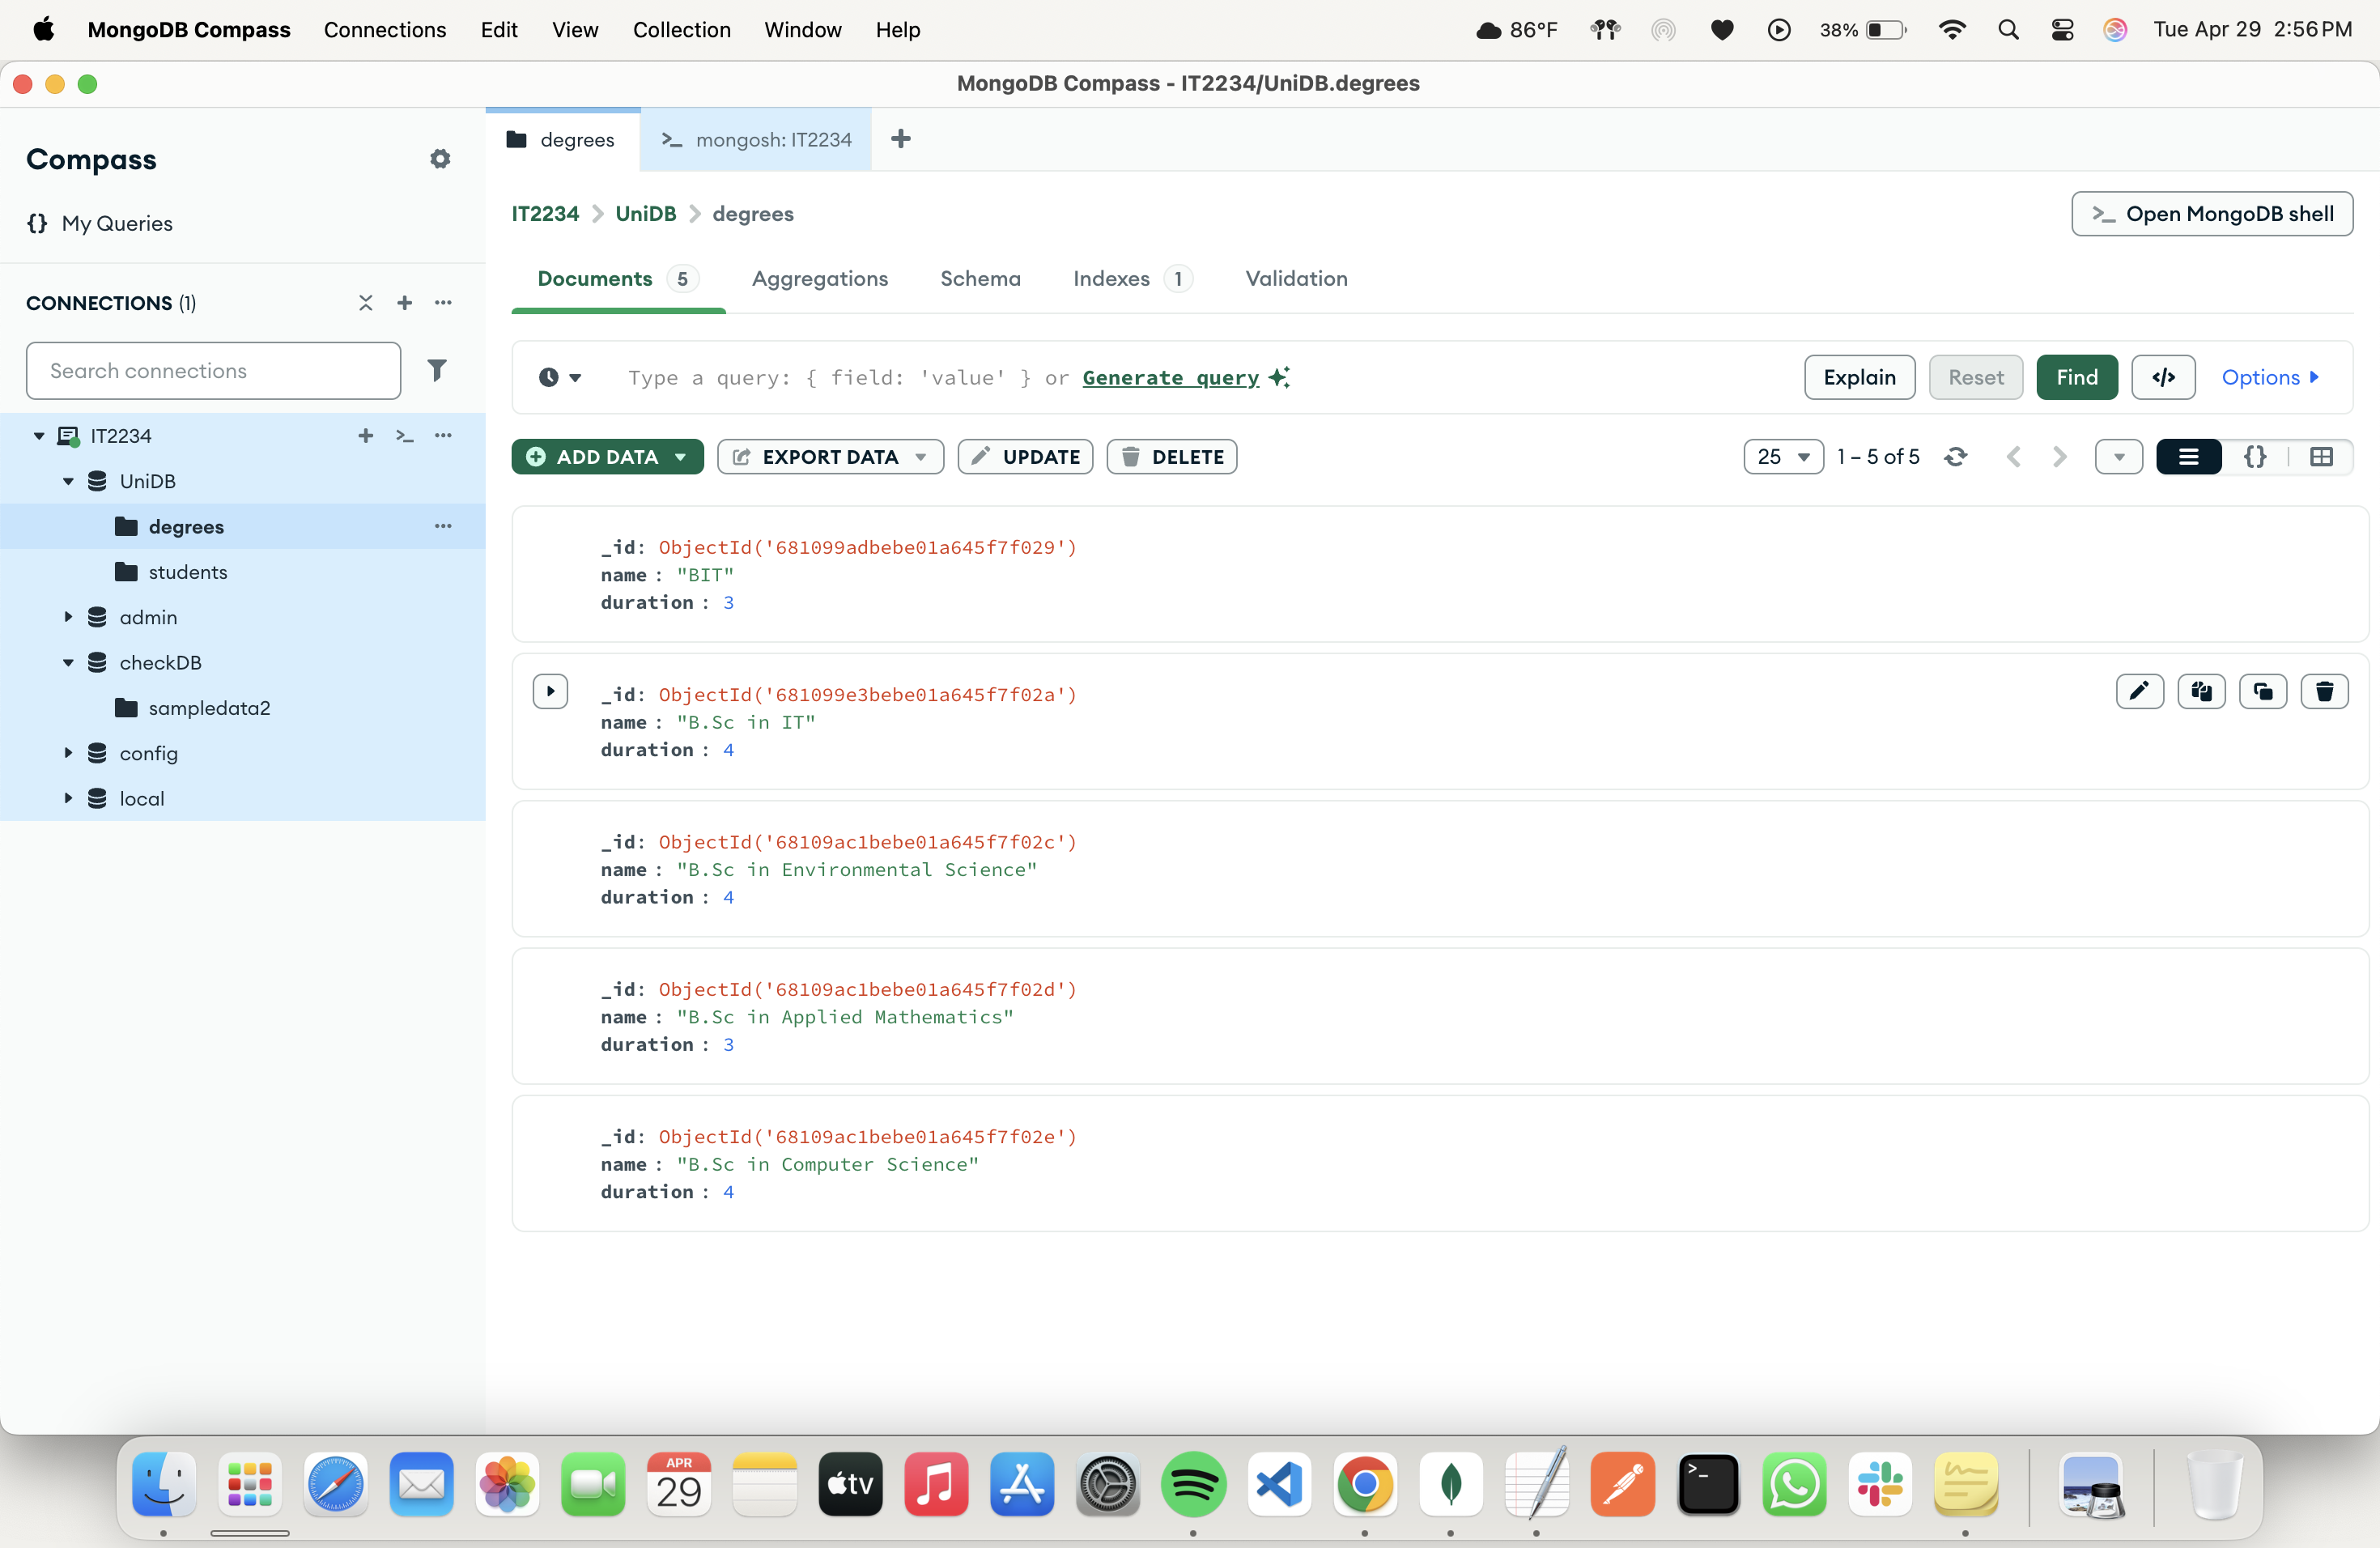 MongoDB Compass Connections Edit View Collection Window Help 86°F 38% Tue Apr 29 2:56 PM
MongoDB Compass - IT2234/UniDB.degrees
Compass
My Queries
CONNECTIONS (1)
Search connections
IT2234
UniDB
degrees
students
admin
checkDB
sampledata2
config
local
degrees >_ mongosh: IT2234
IT2234 > UniDB > degrees
>_ Open MongoDB shell
Documents 5 Aggregations Schema Indexes 1 Validation
Type a query: { field: 'value' } or Generate query
Explain Reset Find </> Options
ADD DATA EXPORT DATA UPDATE DELETE
25 1 – 5 of 5 {}
_id: ObjectId('681099adbebe01a645f7f029')
name : "BIT"
duration : 3
_id: ObjectId('681099e3bebe01a645f7f02a')
name : "B.Sc in IT"
duration : 4
_id: ObjectId('68109ac1bebe01a645f7f02c')
name : "B.Sc in Environmental Science"
duration : 4
_id: ObjectId('68109ac1bebe01a645f7f02d')
name : "B.Sc in Applied Mathematics"
duration : 3
_id: ObjectId('68109ac1bebe01a645f7f02e')
name : "B.Sc in Computer Science"
duration : 4
APR
29
tv